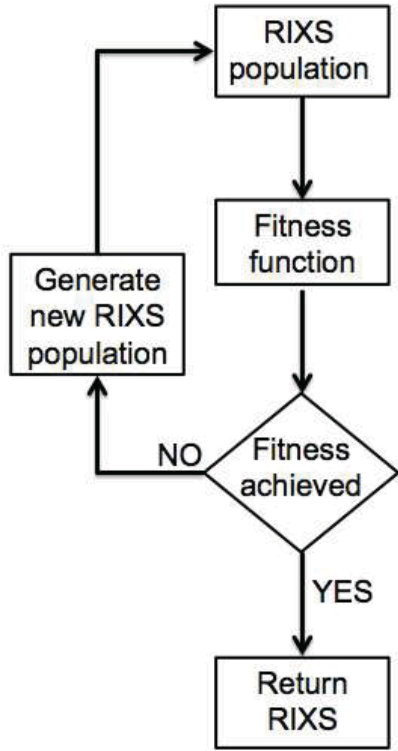 RIXS
population
Fitness
function
Generate
new RIXS
population
NO
Fitness
achieved
YES
Return
RIXS